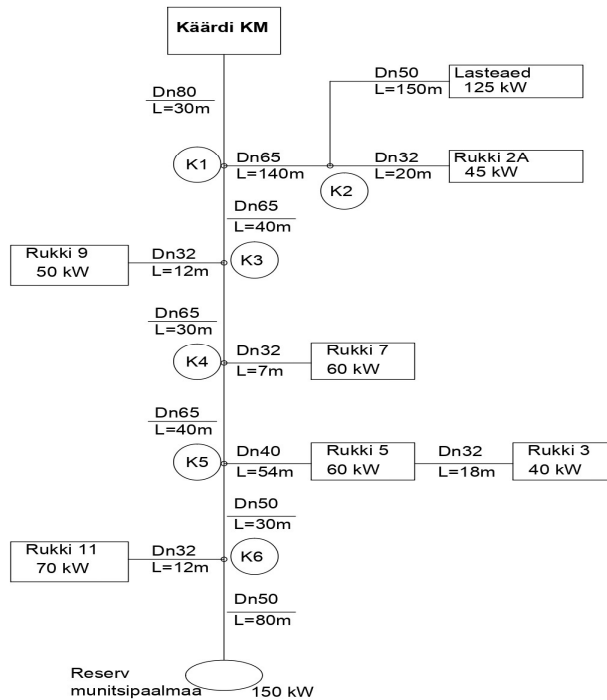 Käärdi KM
Dn80
L=30m
Dn50
L=150m
Lasteaed
125 kW
K1
Dn65
L=140m
K2
Dn32
L=20m
Rukki 2A
45 kW
Dn65
L=40m
Rukki 9
50 kW
Dn32
L=12m
K3
Dn65
L=30m
K4
Dn32
L=7m
Rukki 7
60 kW
Dn65
L=40m
K5
Dn40
L=54m
Rukki 5
60 kW
Dn32
L=18m
Rukki 3
40 kW
Dn50
L=30m
Rukki 11
70 kW
Dn32
L=12m
K6
Dn50
L=80m
Reserv
munitsipaalmaa 150 kW